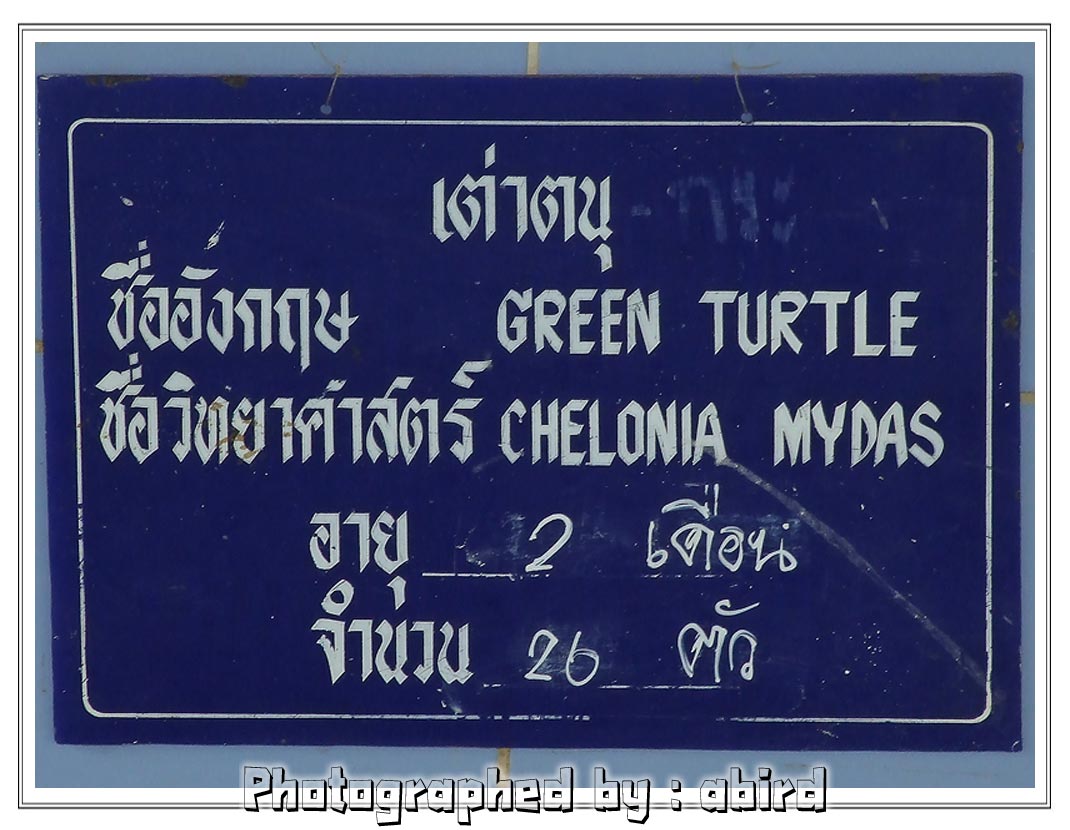 เต่าตนุ
ชื่ออังกฤษ GREEN TURTLE
ชื่อวิทยาศาสตร์ CHELONIA MYDAS
อายุ 2 เดือน
จำนวน 26 ตัว
Photographed by : abird